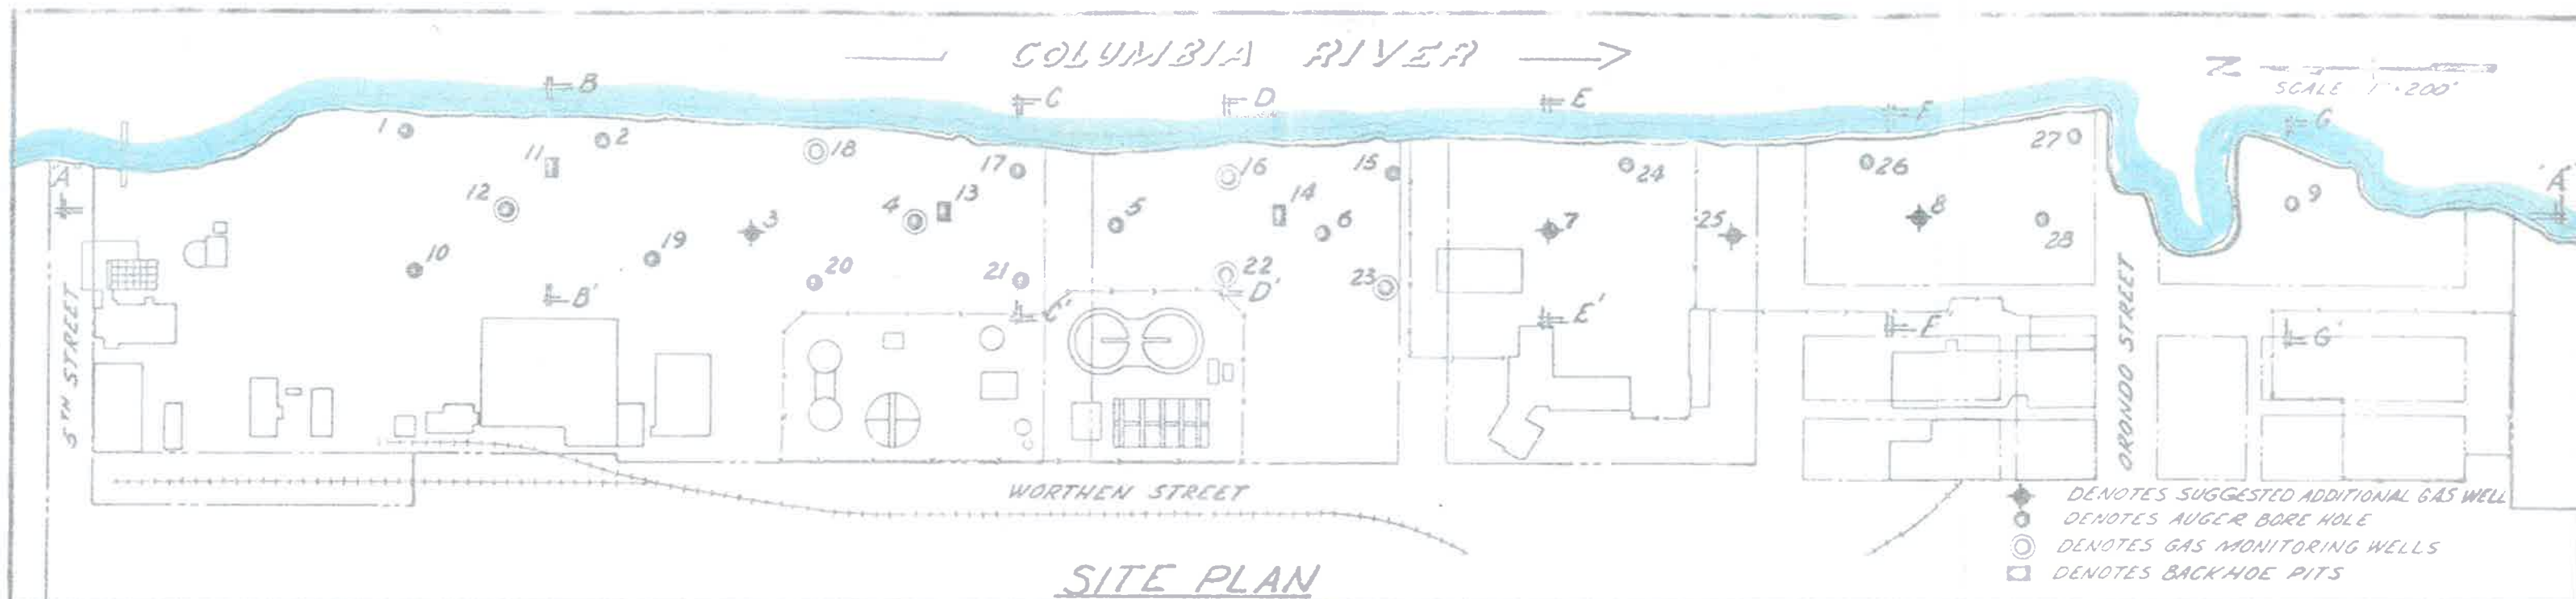 COLUMBIA RIVER
N
SCALE 1"=200'
B
C
D
E
F
G
1
2
11
18
17
16
15
24
26
27
'A'
12
4
13
14
3
5
6
7
25
8
28
9
'A'
10
19
20
21
22
23
B'
C'
D'
E'
F
G'
5TH STREET
ORONDO STREET
WORTHEN STREET
DENOTES SUGGESTED ADDITIONAL GAS WELL
DENOTES AUGER BORE HOLE
DENOTES GAS MONITORING WELLS
DENOTES BACKHOE PITS
SITE PLAN